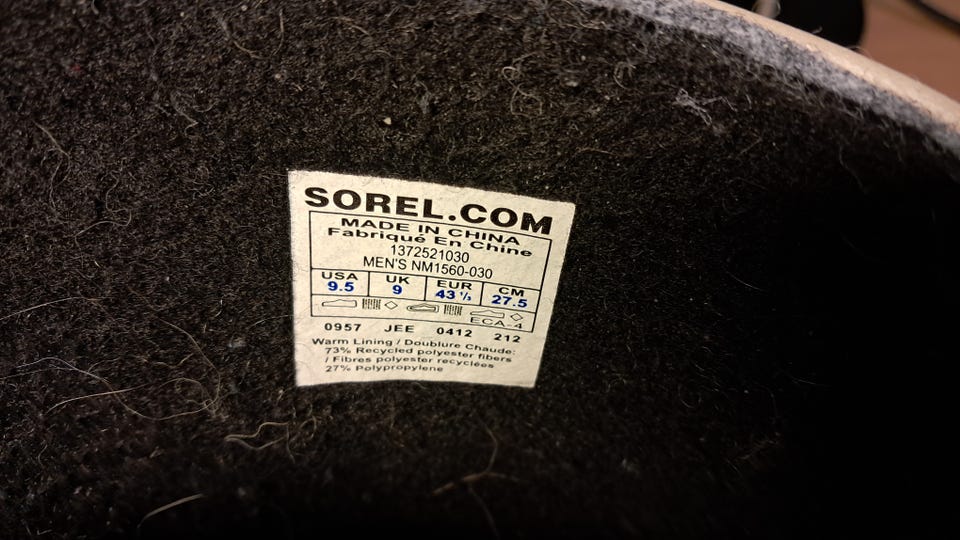 SOREL.COM
MADE IN CHINA
Fabriqué En Chine
1372521030
MEN'S NM1560-030
USA UK EUR CM
9.5 9 43 ⅓ 27.5
ECA-4
0957 JEE 0412 212
Warm Lining / Doublure Chaude:
73% Recycled polyester fibers
/ Fibres polyester recyclées
27% Polypropylene